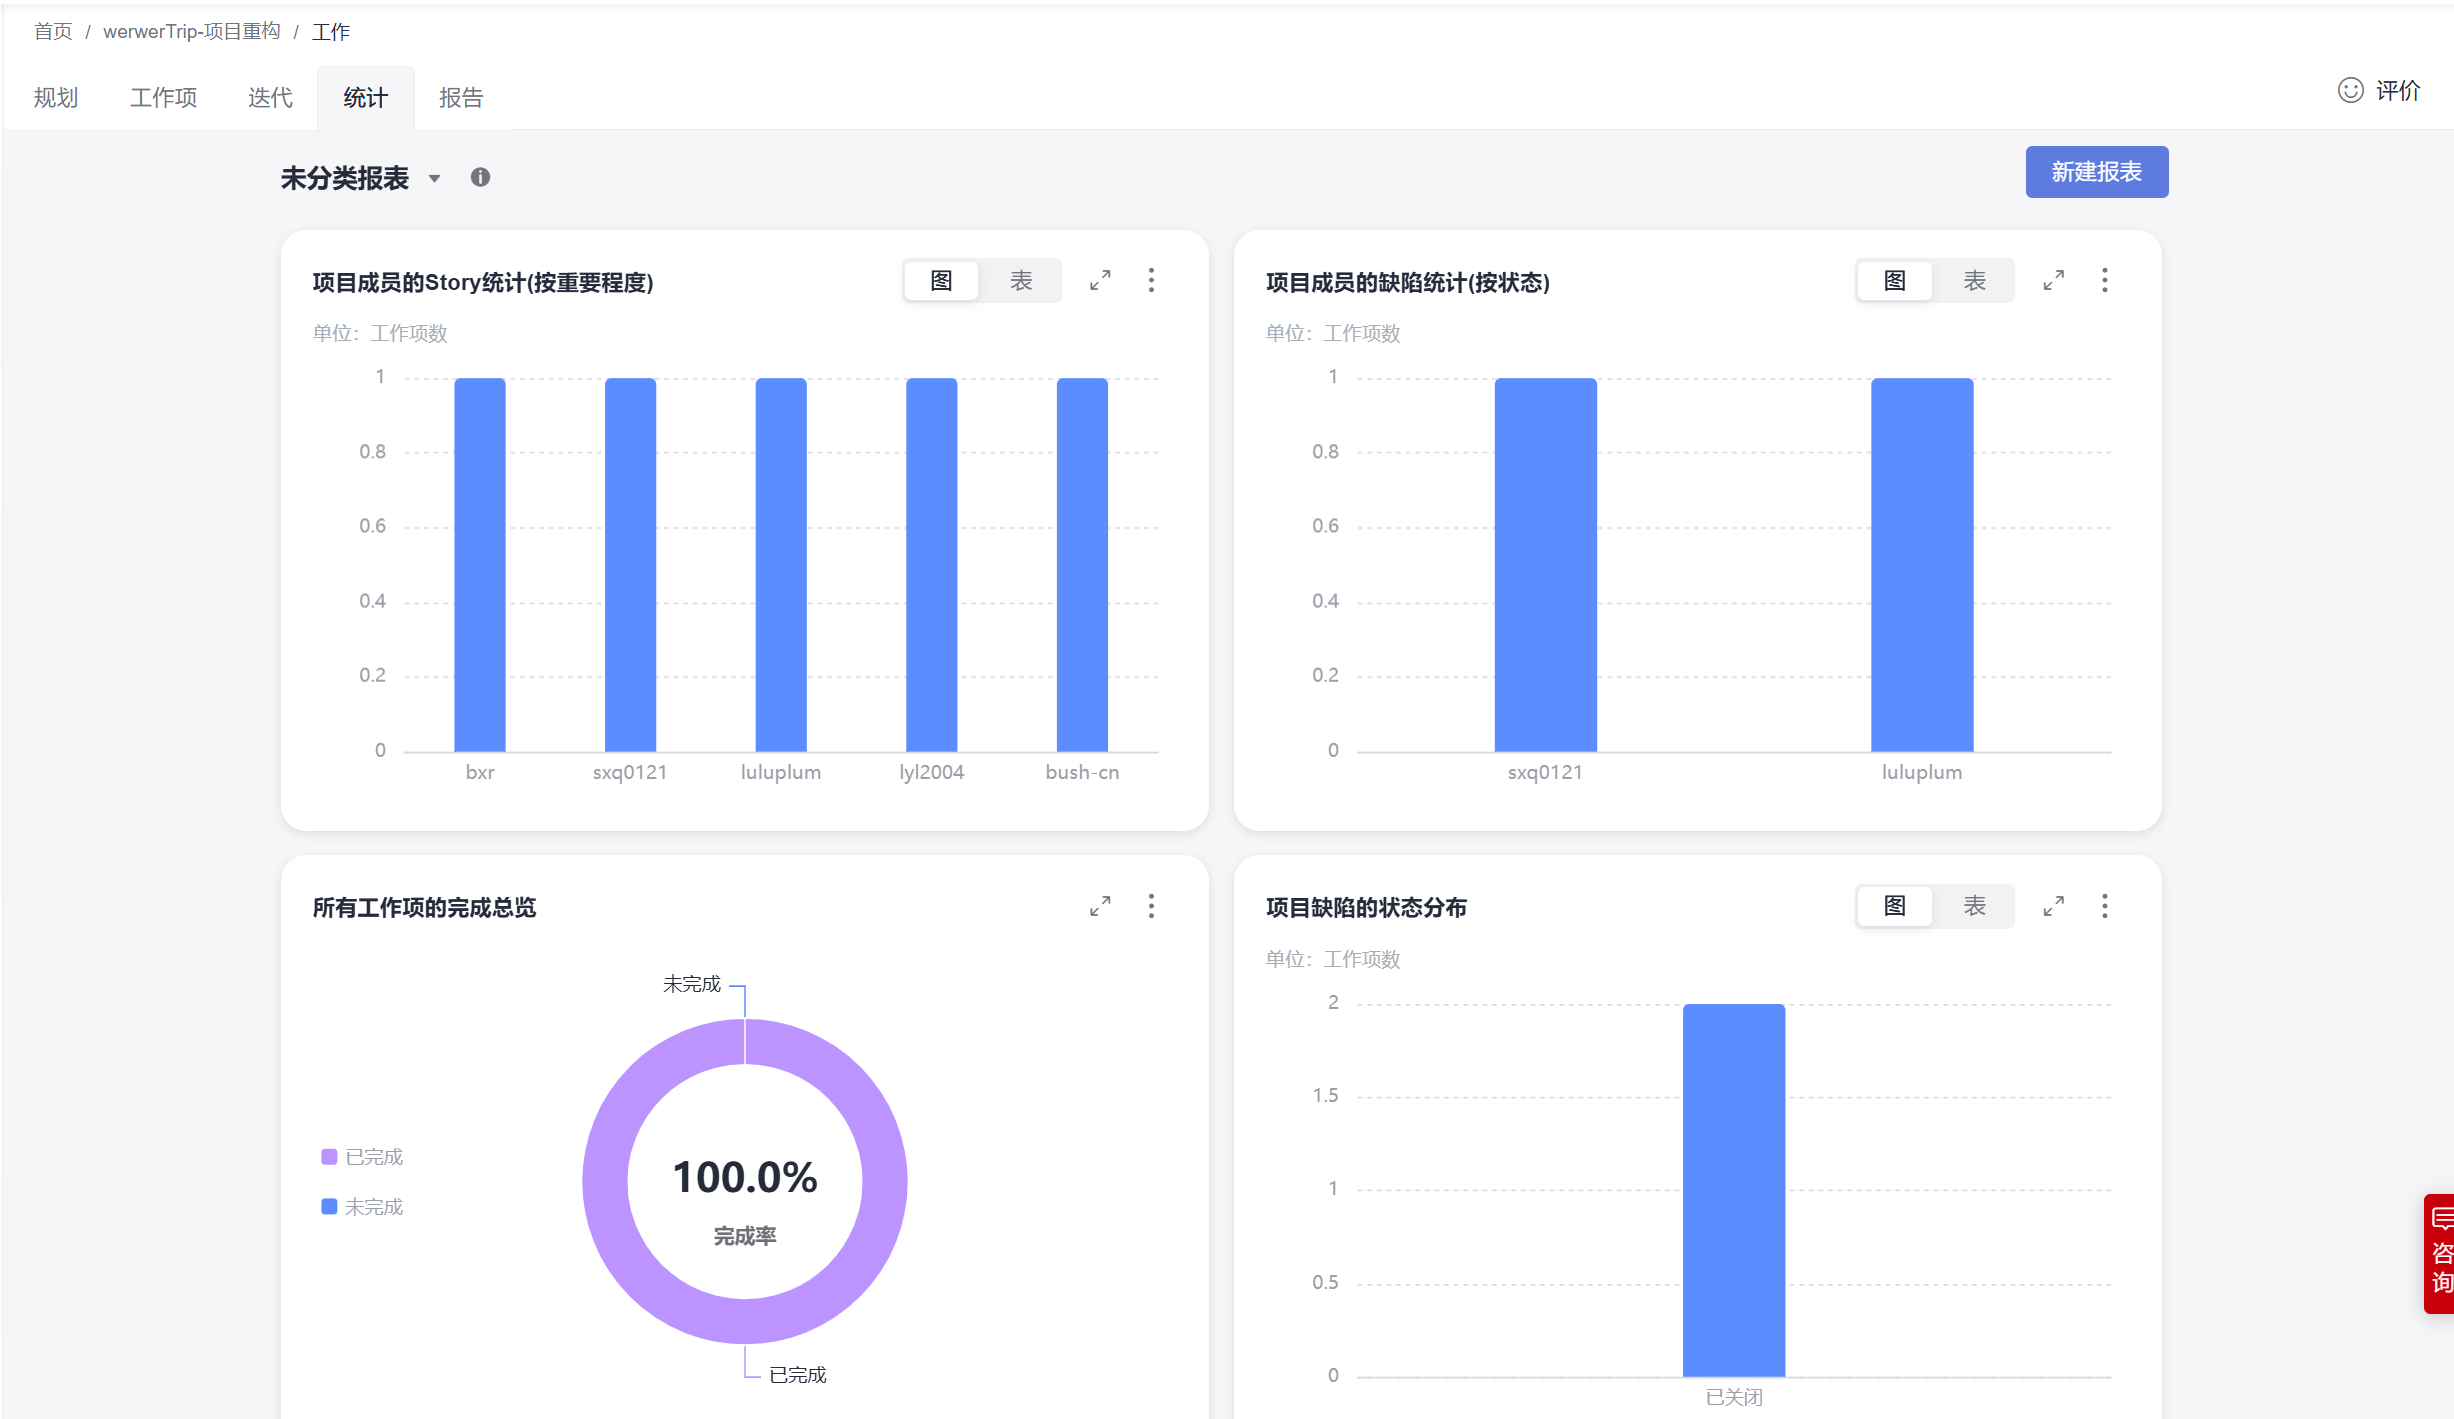 首页 / werwerTrip-项目重构 / 工作
规划 工作项 迭代 统计 报告
评价
未分类报表
新建报表
项目成员的Story统计(按重要程度)
图 表
单位：工作项数
1
0.8
0.6
0.4
0.2
0
bxr sxq0121 luluplum lyl2004 bush-cn
项目成员的缺陷统计(按状态)
图 表
单位：工作项数
1
0.8
0.6
0.4
0.2
0
sxq0121 luluplum
所有工作项的完成总览
未完成
已完成
未完成
100.0%
完成率
已完成
项目缺陷的状态分布
图 表
单位：工作项数
2
1.5
1
0.5
0
已关闭
咨
询